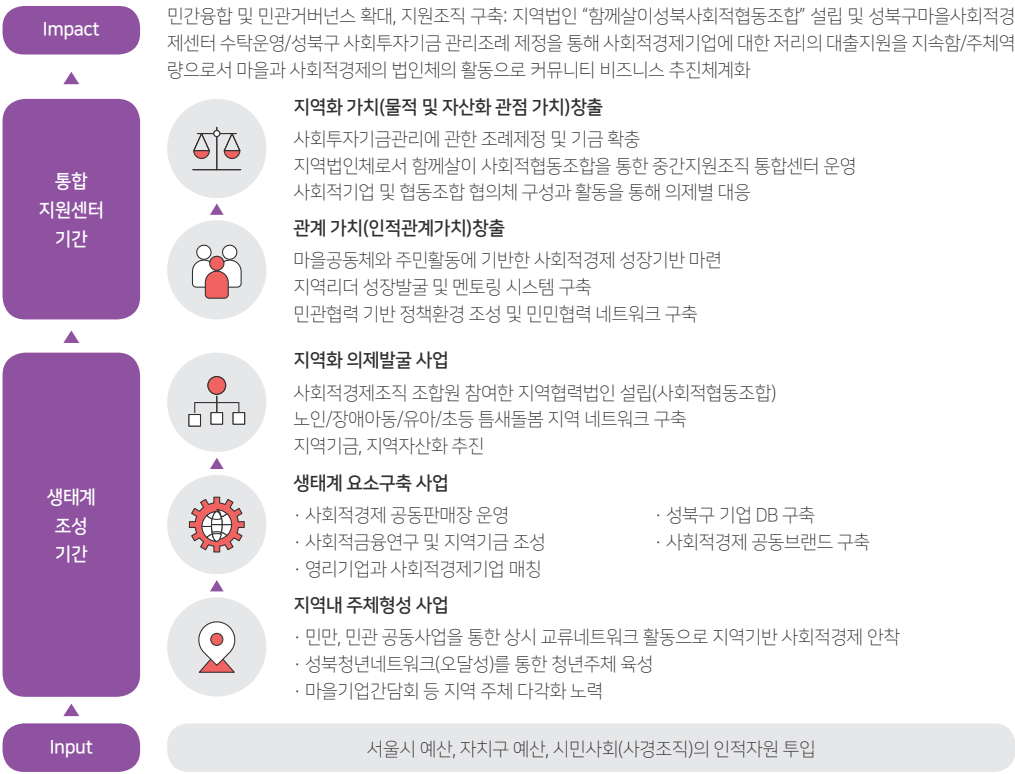 Impact
민간융합 및 민관거버넌스 확대, 지원조직 구축: 지역법인 “함께살이성북사회적협동조합” 설립 및 성북구마을사회적경
제센터 수탁운영/성북구 사회투자기금 관리조례 제정을 통해 사회적경제기업에 대한 저리의 대출지원을 지속함/주체역
량으로서 마을과 사회적경제의 법인체의 활동으로 커뮤니티 비즈니스 추진체계화
통합
지원센터
기간
지역화 가치(물적 및 자산화 관점 가치)창출
사회투자기금관리에 관한 조례제정 및 기금 확충
지역법인체로서 함께살이 사회적협동조합을 통한 중간지원조직 통합센터 운영
사회적기업 및 협동조합 협의체 구성과 활동을 통해 의제별 대응
관계 가치(인적관계가치)창출
마을공동체와 주민활동에 기반한 사회적경제 성장기반 마련
지역리더 성장발굴 및 멘토링 시스템 구축
민관협력 기반 정책환경 조성 및 민민협력 네트워크 구축
생태계
조성
기간
지역화 의제발굴 사업
사회적경제조직 조합원 참여한 지역협력법인 설립(사회적협동조합)
노인/장애아동/유아/초등 틈새돌봄 지역 네트워크 구축
지역기금, 지역자산화 추진
생태계 요소구축 사업
· 사회적경제 공동판매장 운영
· 사회적금융연구 및 지역기금 조성
· 영리기업과 사회적경제기업 매칭
· 성북구 기업 DB 구축
· 사회적경제 공동브랜드 구축
지역내 주체형성 사업
· 민만, 민관 공동사업을 통한 상시 교류네트워크 활동으로 지역기반 사회적경제 안착
· 성북청년네트워크(오달성)를 통한 청년주체 육성
· 마을기업간담회 등 지역 주체 다각화 노력
Input
서울시 예산, 자치구 예산, 시민사회(사경조직)의 인적자원 투입